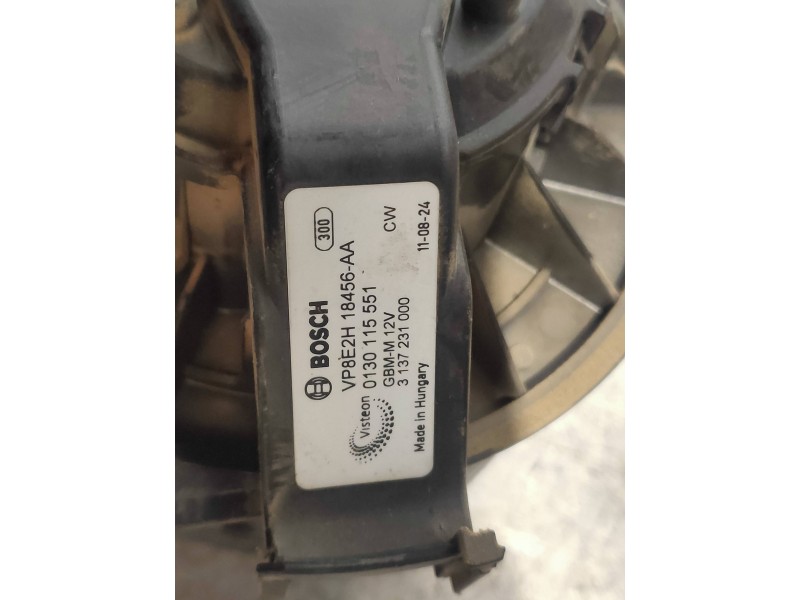 300
BOSCH
VP8E2H 18456-AA
0130 115 551 CW
GBM-M 12V
3 137 231 000
Visteon
Made in Hungary 11-08-24